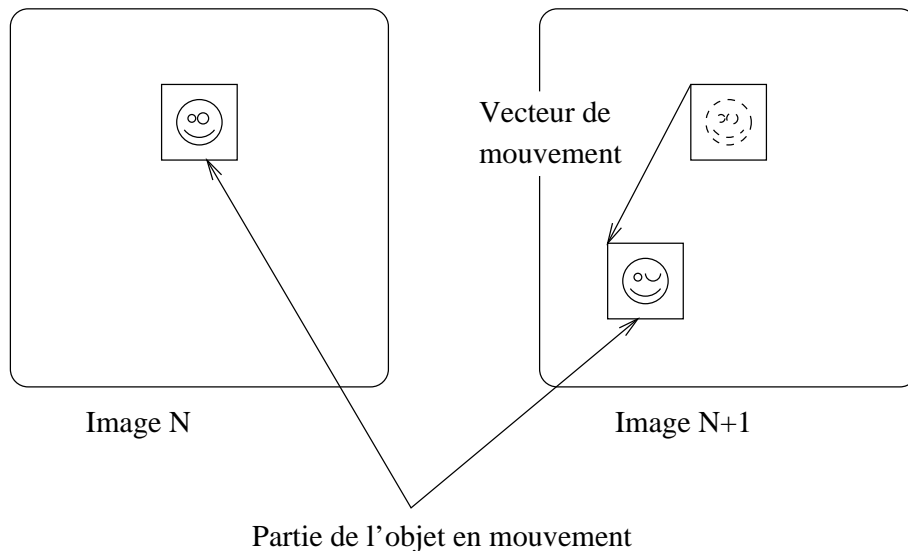 Vecteur de
mouvement
Image N
Image N+1
Partie de l’objet en mouvement